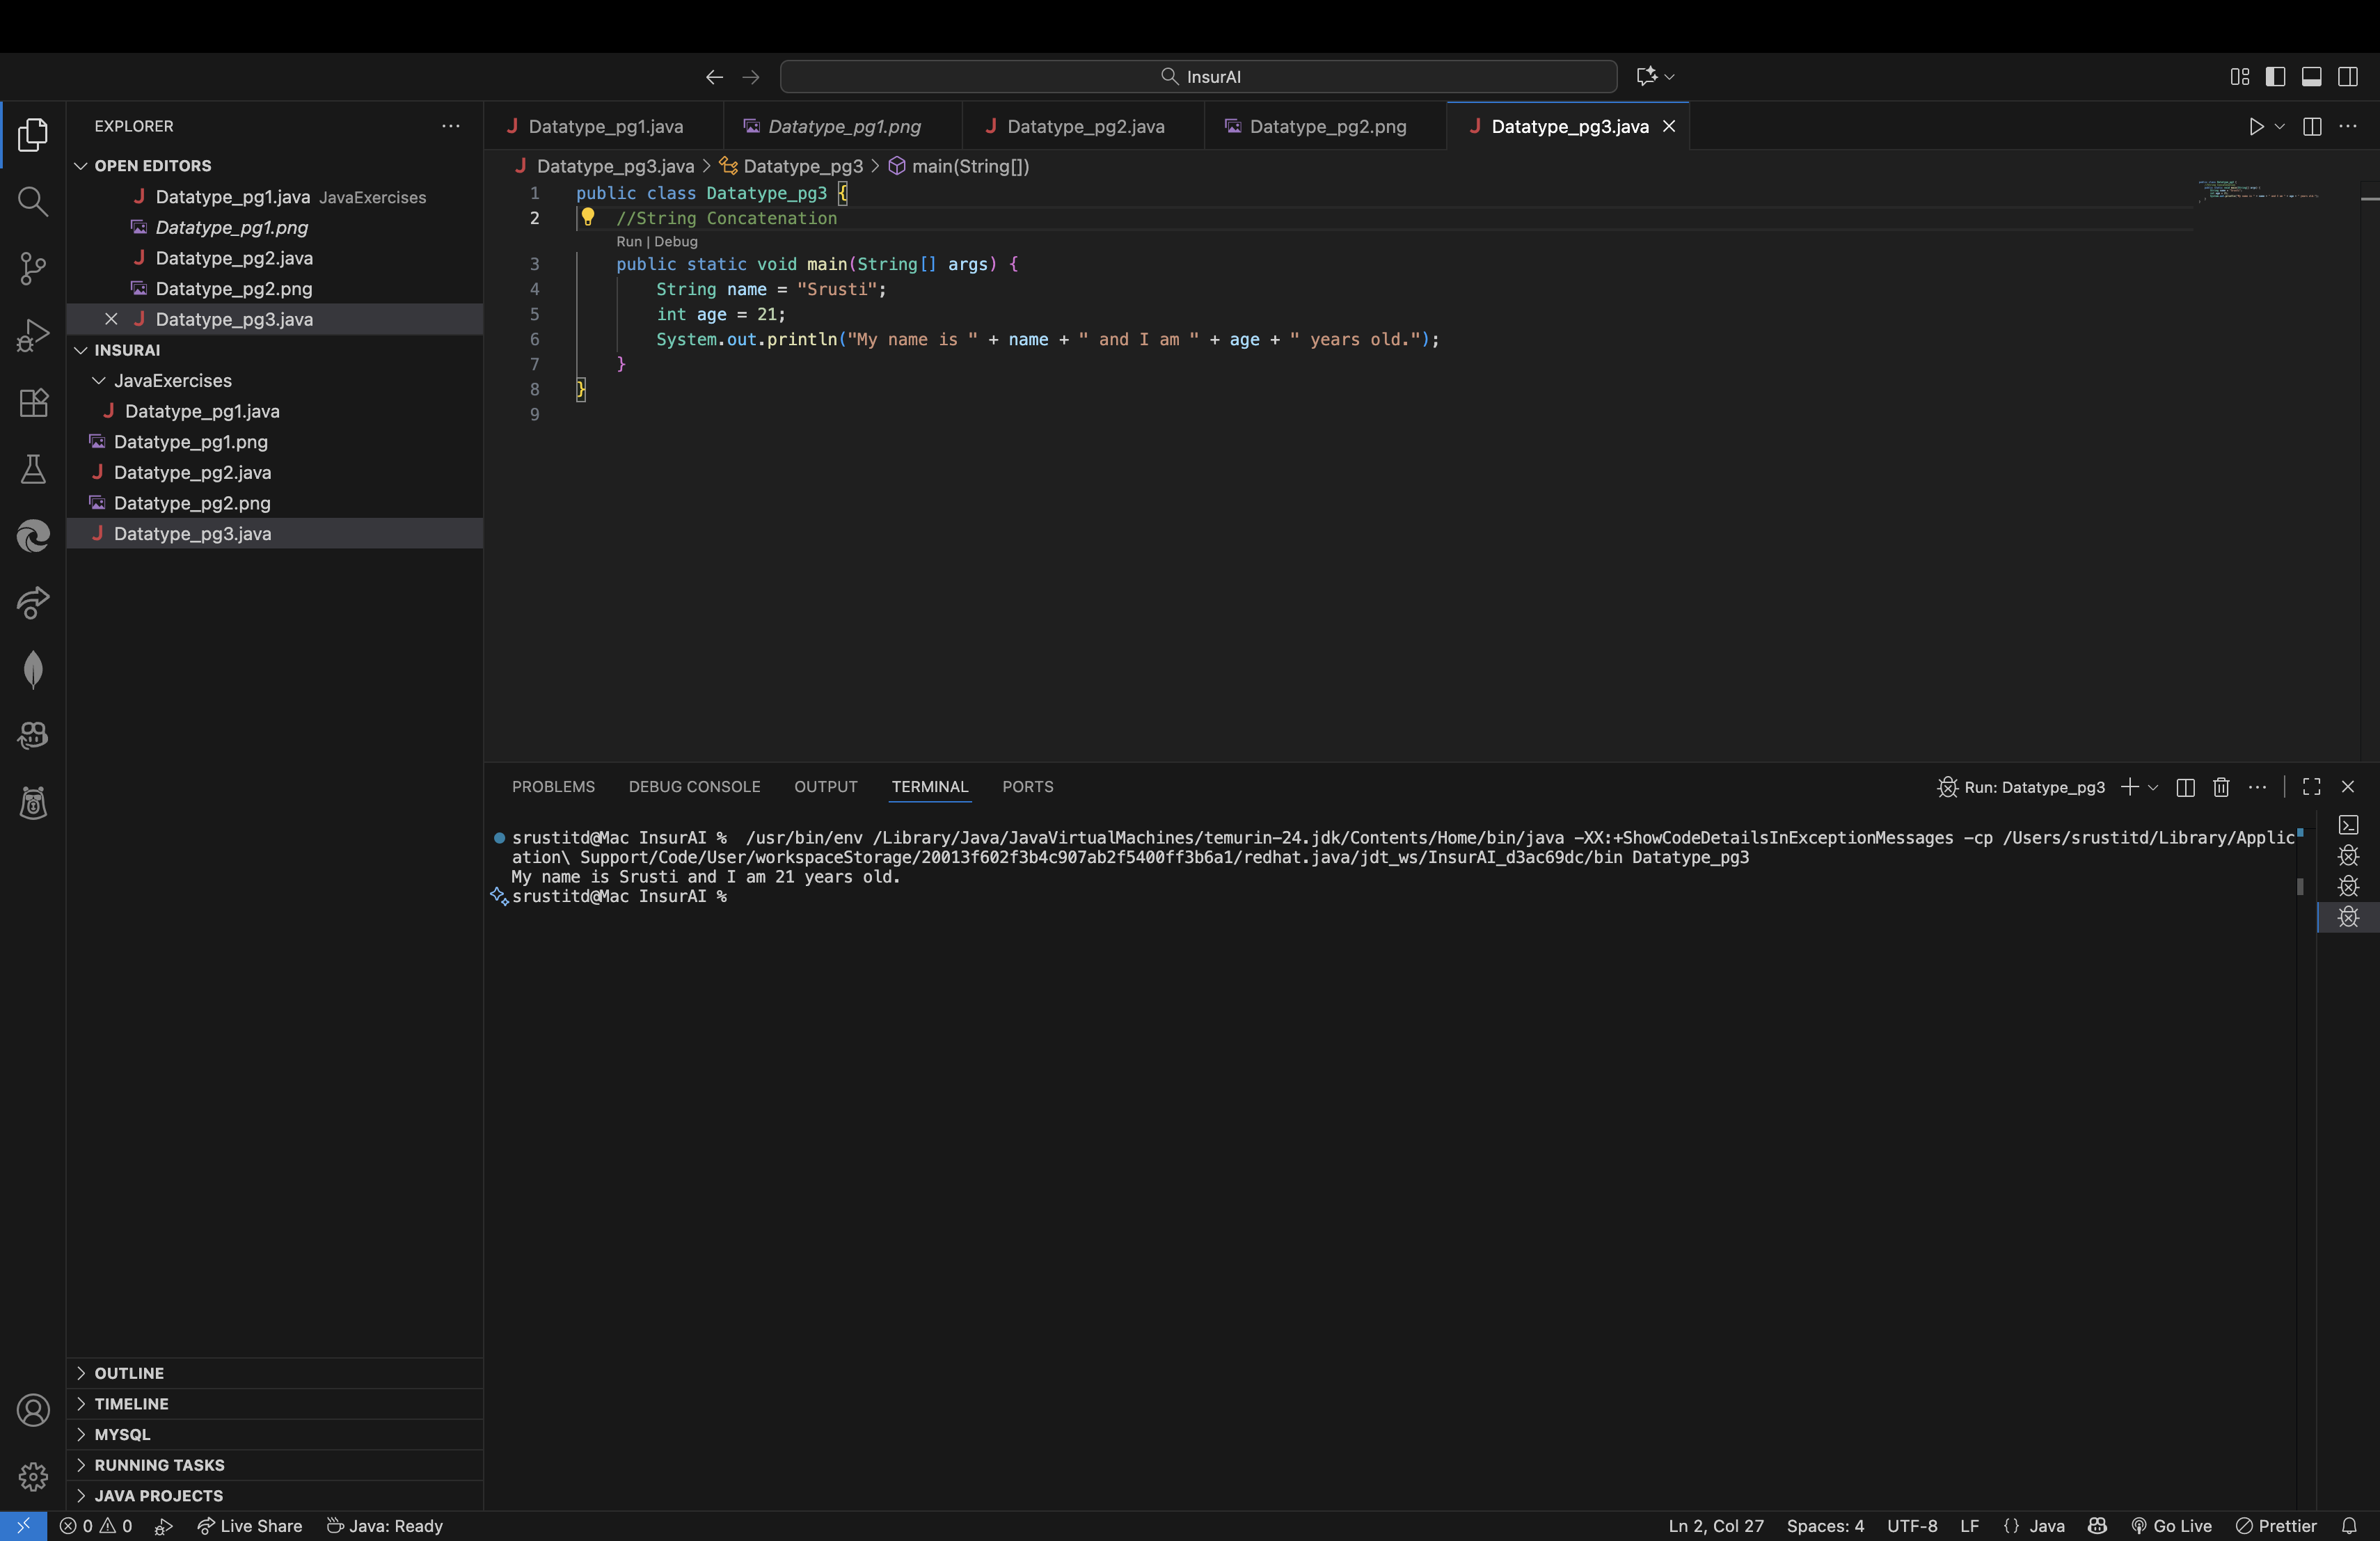 InsurAI
EXPLORER
OPEN EDITORS
Datatype_pg1.java JavaExercises
Datatype_pg1.png
Datatype_pg2.java
Datatype_pg2.png
Datatype_pg3.java
INSURAI
JavaExercises
Datatype_pg1.java
Datatype_pg1.png
Datatype_pg2.java
Datatype_pg2.png
Datatype_pg3.java
OUTLINE
TIMELINE
MYSQL
RUNNING TASKS
JAVA PROJECTS
Datatype_pg1.java Datatype_pg1.png Datatype_pg2.java Datatype_pg2.png Datatype_pg3.java
Datatype_pg3.java > Datatype_pg3 > main(String[])
1 public class Datatype_pg3 {
2 //String Concatenation
Run | Debug
3 public static void main(String[] args) {
4 String name = "Srusti";
5 int age = 21;
6 System.out.println("My name is " + name + " and I am " + age + " years old.");
7 }
8 }
9
PROBLEMS DEBUG CONSOLE OUTPUT TERMINAL PORTS
Run: Datatype_pg3
srustitd@Mac InsurAI % /usr/bin/env /Library/Java/JavaVirtualMachines/temurin-24.jdk/Contents/Home/bin/java -XX:+ShowCodeDetailsInExceptionMessages -cp /Users/srustitd/Library/Applic
ation\ Support/Code/User/workspaceStorage/20013f602f3b4c907ab2f5400ff3b6a1/redhat.java/jdt_ws/InsurAI_d3ac69dc/bin Datatype_pg3
My name is Srusti and I am 21 years old.
srustitd@Mac InsurAI %
0 0 Live Share Java: Ready
Ln 2, Col 27 Spaces: 4 UTF-8 LF {} Java Go Live Prettier